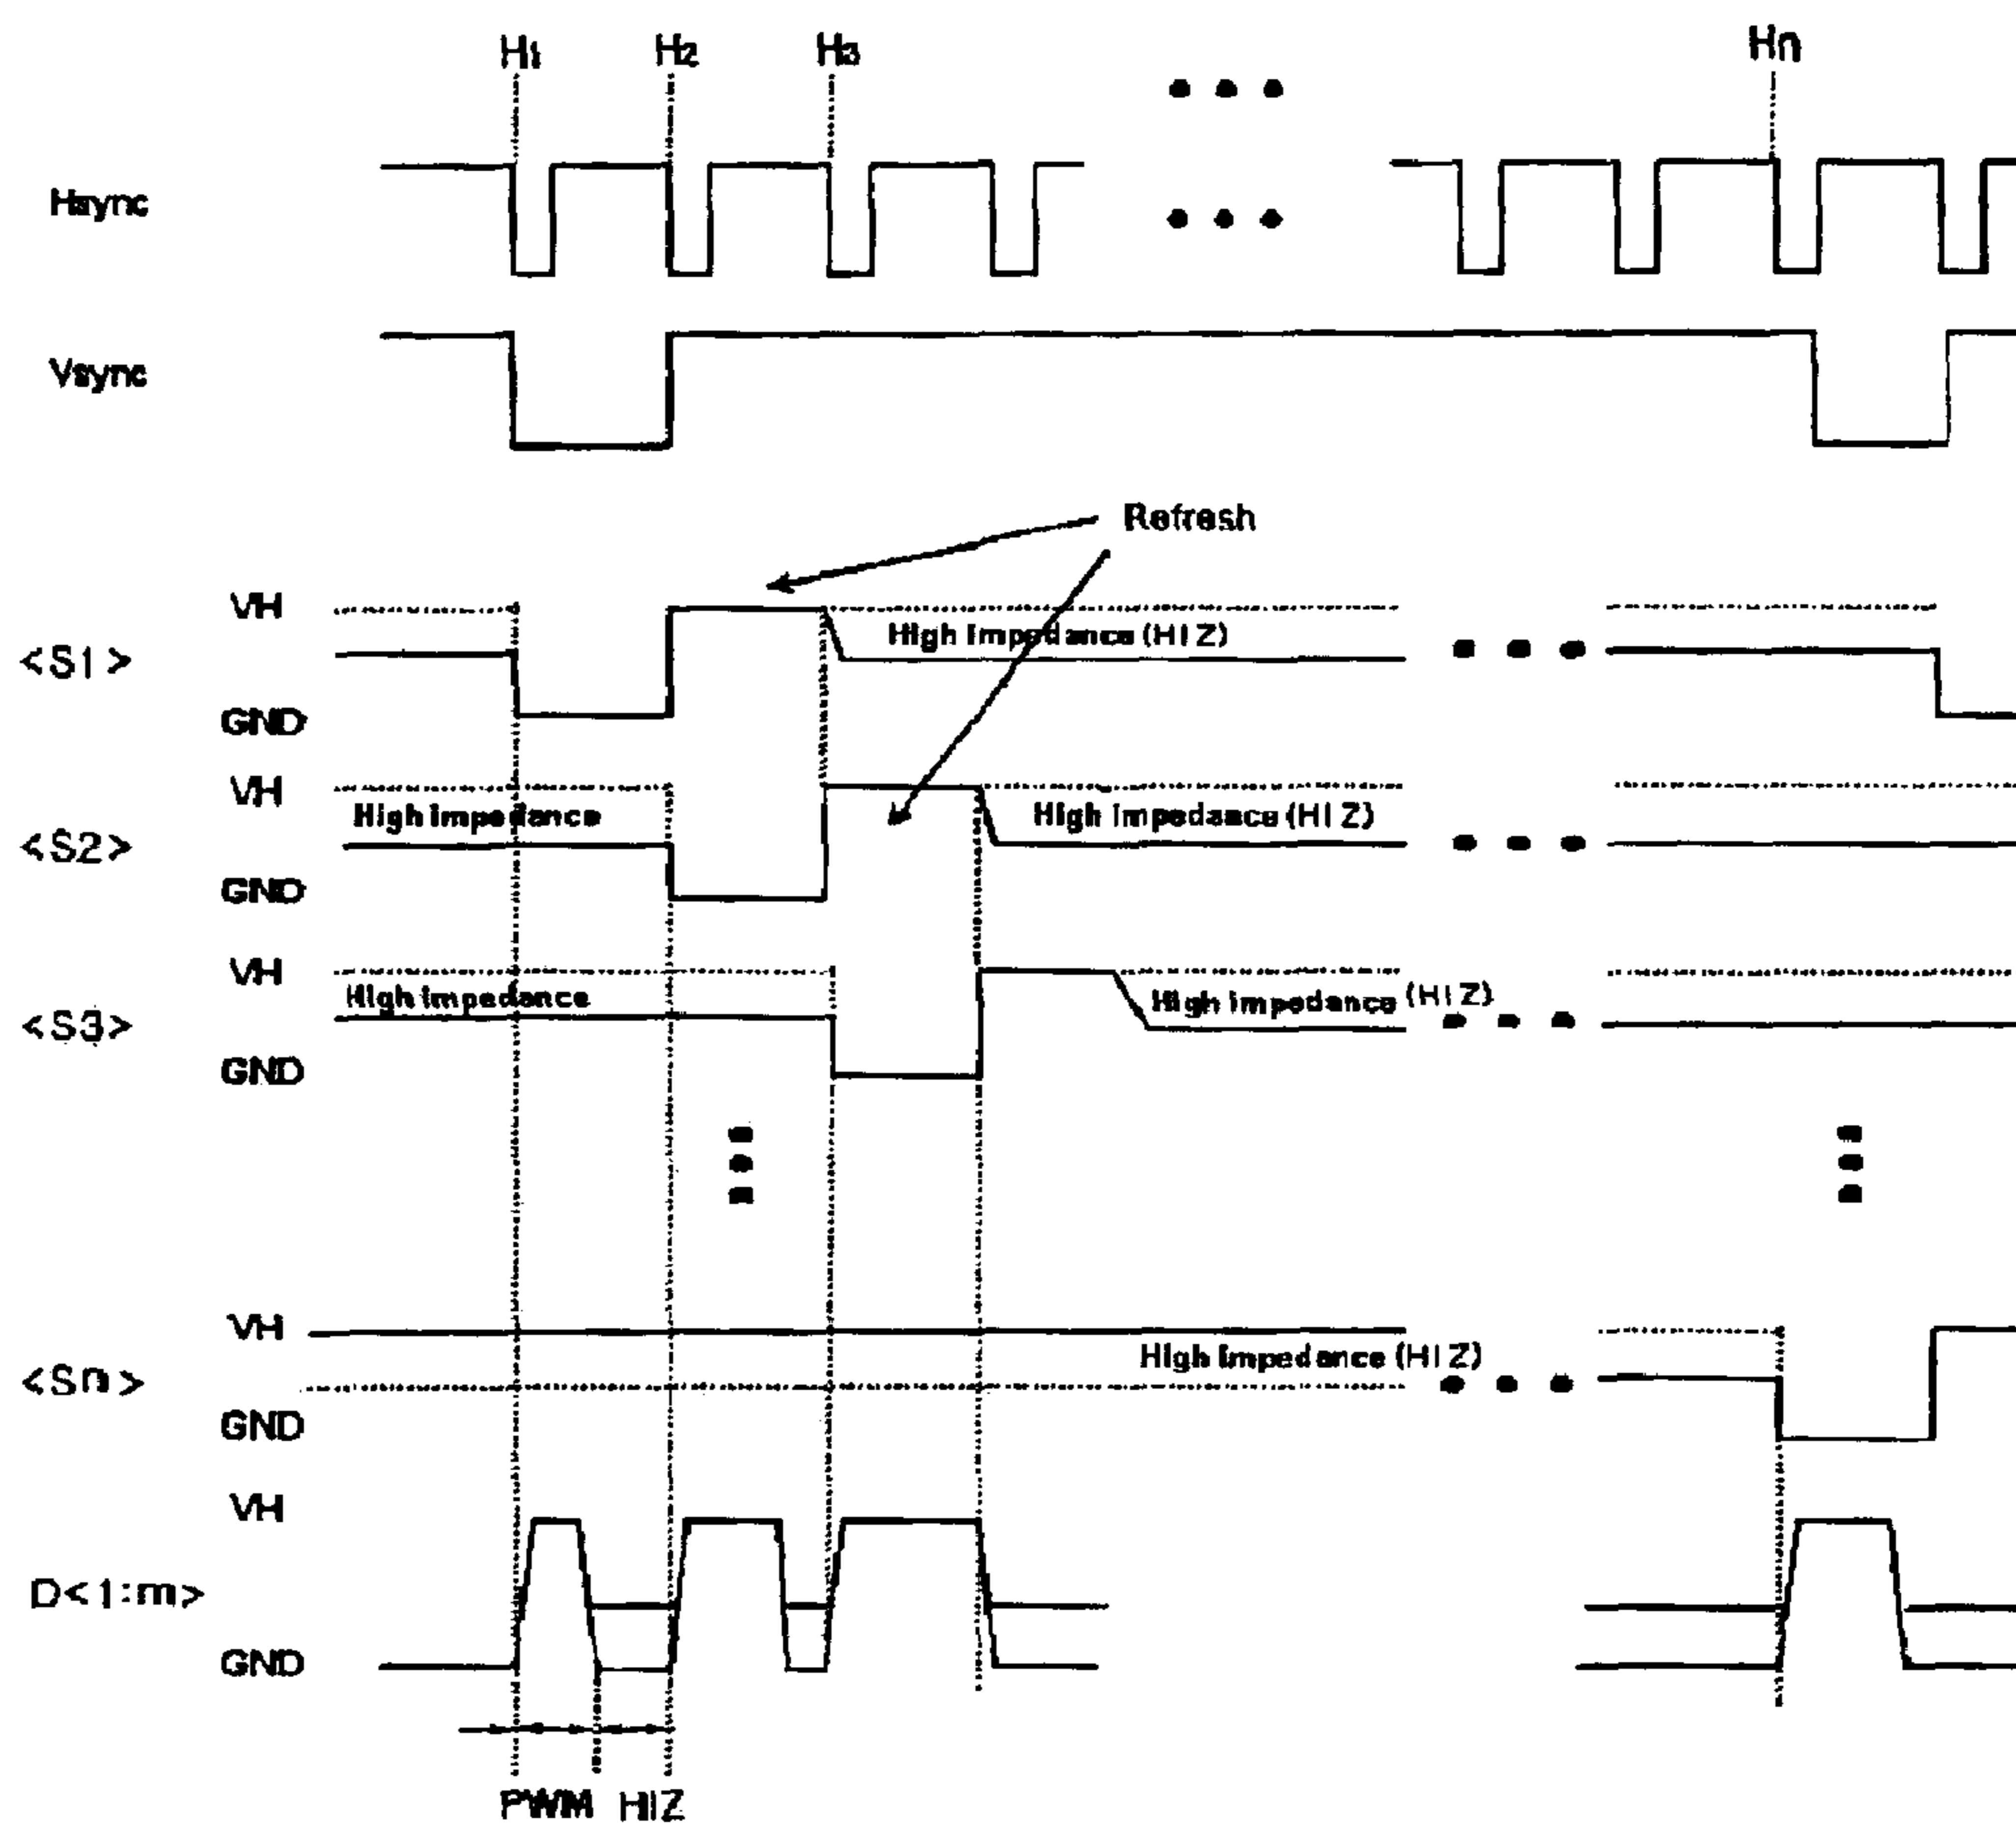 H1 H2 H3 Hn
Hsync
Vsync
Refresh
VH
High Impedance (HIZ)
<S1>
GND
VH
High impedance
High Impedance (HIZ)
<S2>
GND
VH
High Impedance
High Impedance (HIZ)
<S3>
GND
VH
High Impedance (HIZ)
<Sn>
GND
VH
D<1:m>
GND
PWM HIZ